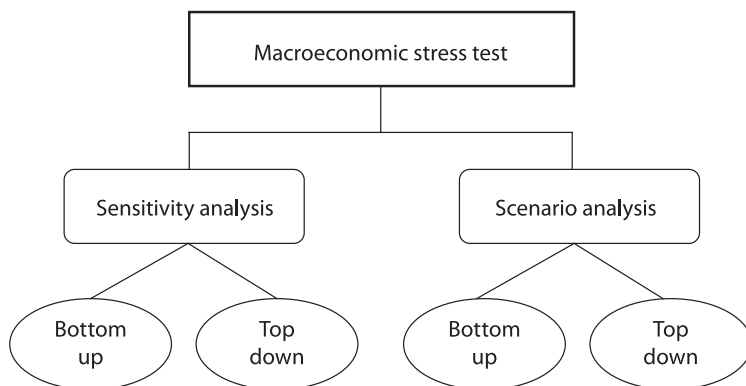 Macroeconomic stress test
Sensitivity analysis
Scenario analysis
Bottom
up
Top
down
Bottom
up
Top
down